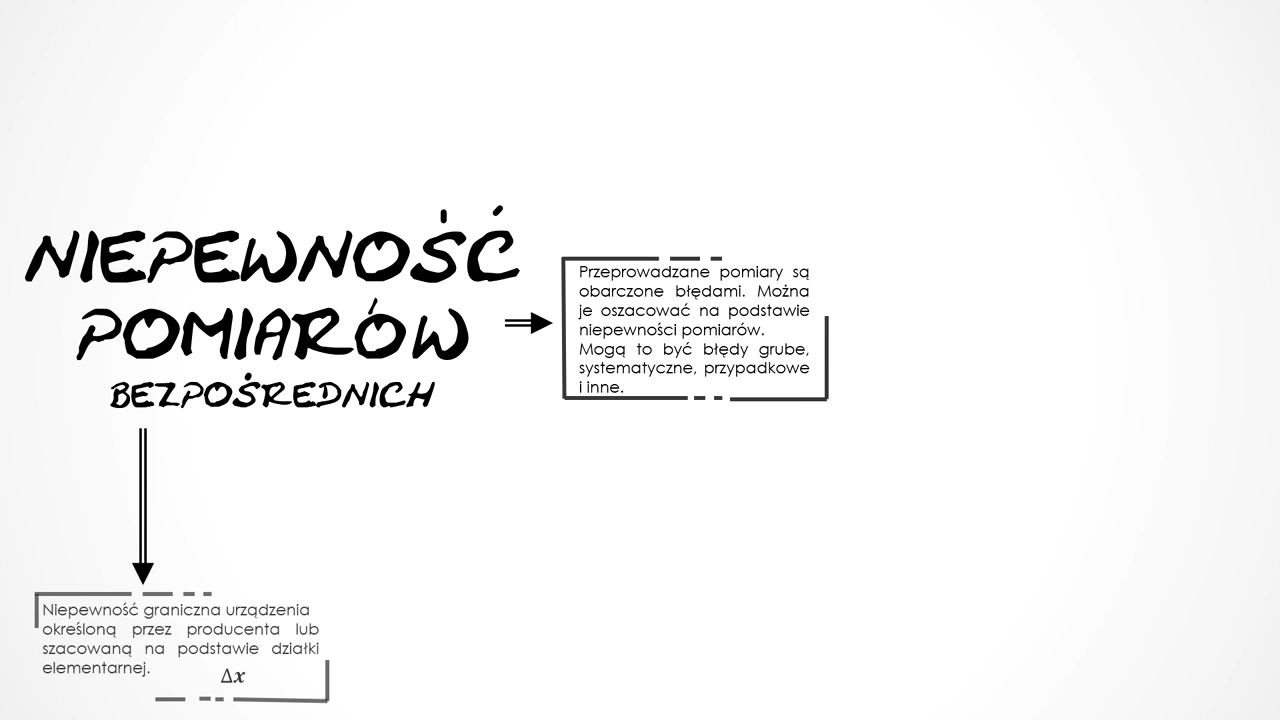 NIEPEWNOŚĆ
POMIARÓW
BEZPOŚREDNICH
Przeprowadzane pomiary są
obarczone błędami. Można
je oszacować na podstawie
niepewności pomiarów.
Mogą to być błędy grube,
systematyczne, przypadkowe
i inne.
Niepewność graniczna urządzenia
określoną przez producenta lub
szacowaną na podstawie działki
elementarnej.
Δx